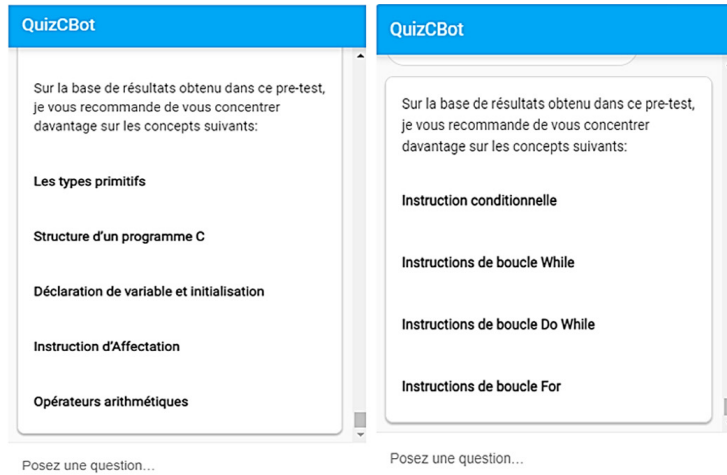 QuizCBot
Sur la base de résultats obtenu dans ce pre-test,
je vous recommande de vous concentrer
davantage sur les concepts suivants:
Les types primitifs
Structure d'un programme C
Déclaration de variable et initialisation
Instruction d'Affectation
Opérateurs arithmétiques
Posez une question...
QuizCBot
Sur la base de résultats obtenu dans ce pre-test,
je vous recommande de vous concentrer
davantage sur les concepts suivants:
Instruction conditionnelle
Instructions de boucle While
Instructions de boucle Do While
Instructions de boucle For
Posez une question...